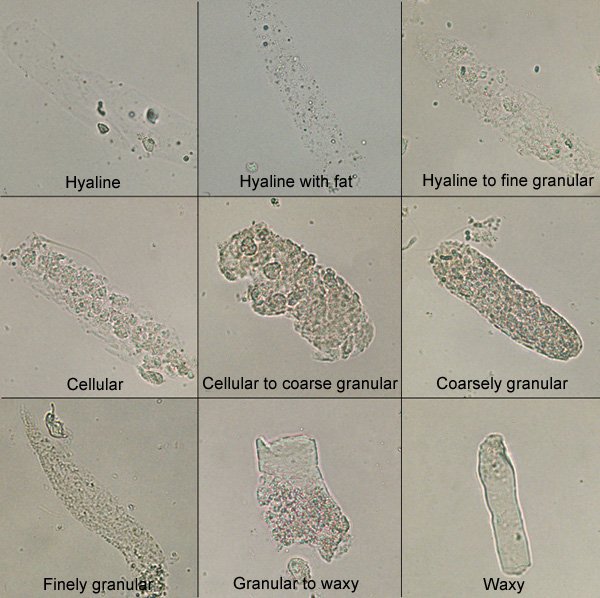 Hyaline
Hyaline with fat
Hyaline to fine granular
Cellular
Cellular to coarse granular
Coarsely granular
Finely granular
Granular to waxy
Waxy